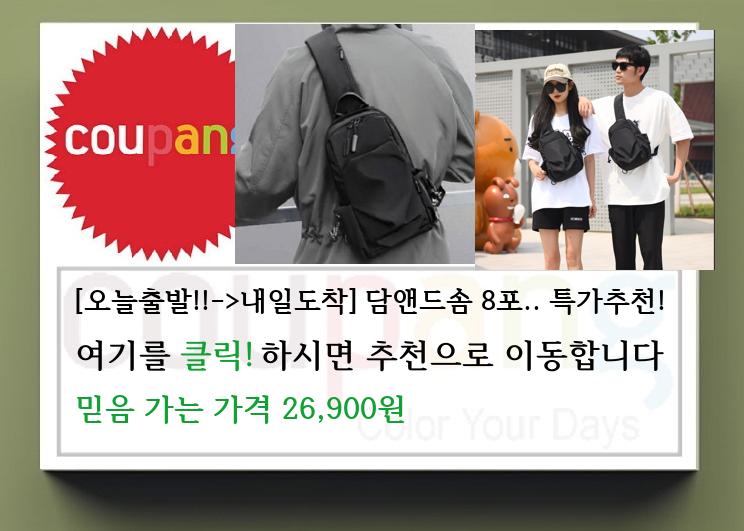 coupang
[오늘출발!!->내일도착] 담앤드솜 8포.. 특가추천!
여기를 클릭! 하시면 추천으로 이동합니다
믿음 가는 가격 26,900원
Color Your Days